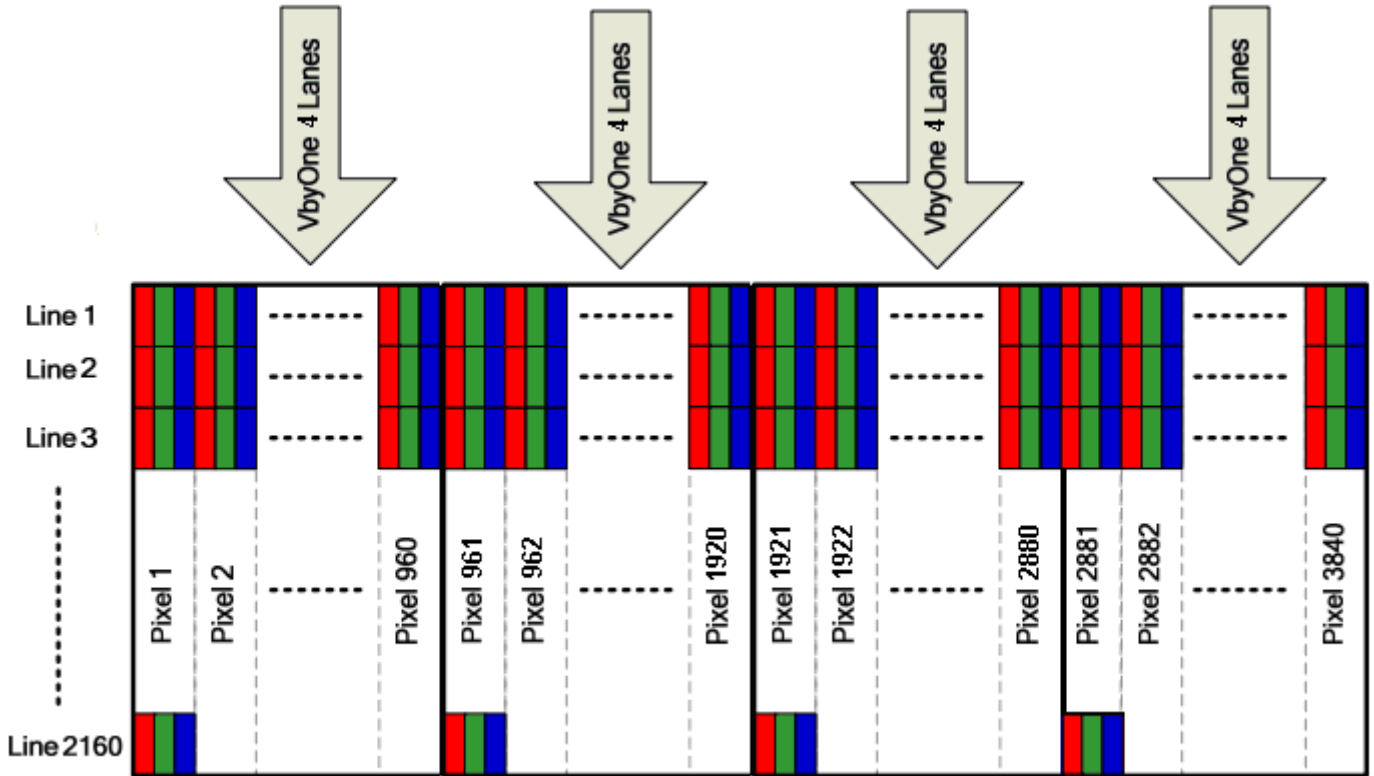 VbyOne 4 Lanes
VbyOne 4 Lanes
VbyOne 4 Lanes
VbyOne 4 Lanes
Line 1
Line 2
Line 3
Pixel 1
Pixel 2
Pixel 960
Pixel 961
Pixel 962
Pixel 1920
Pixel 1921
Pixel 1922
Pixel 2880
Pixel 2881
Pixel 2882
Pixel 3840
Line 2160